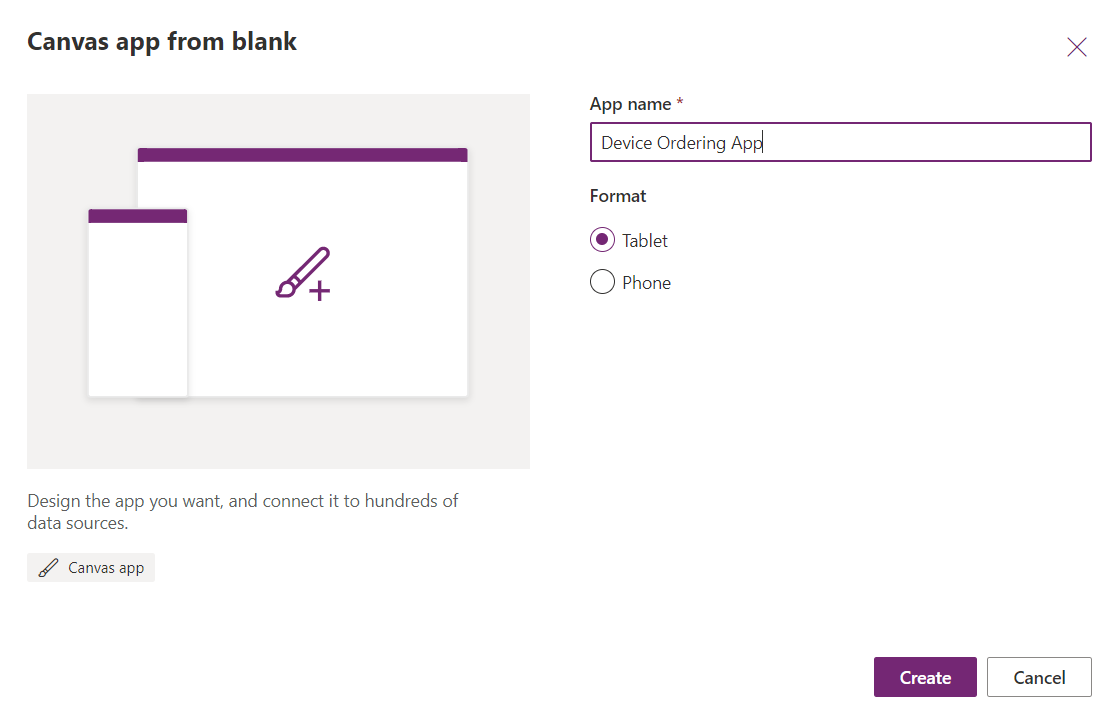 Canvas app from blank
App name *
Device Ordering App
Format
Tablet
Phone
Design the app you want, and connect it to hundreds of
data sources.
Canvas app
Create
Cancel